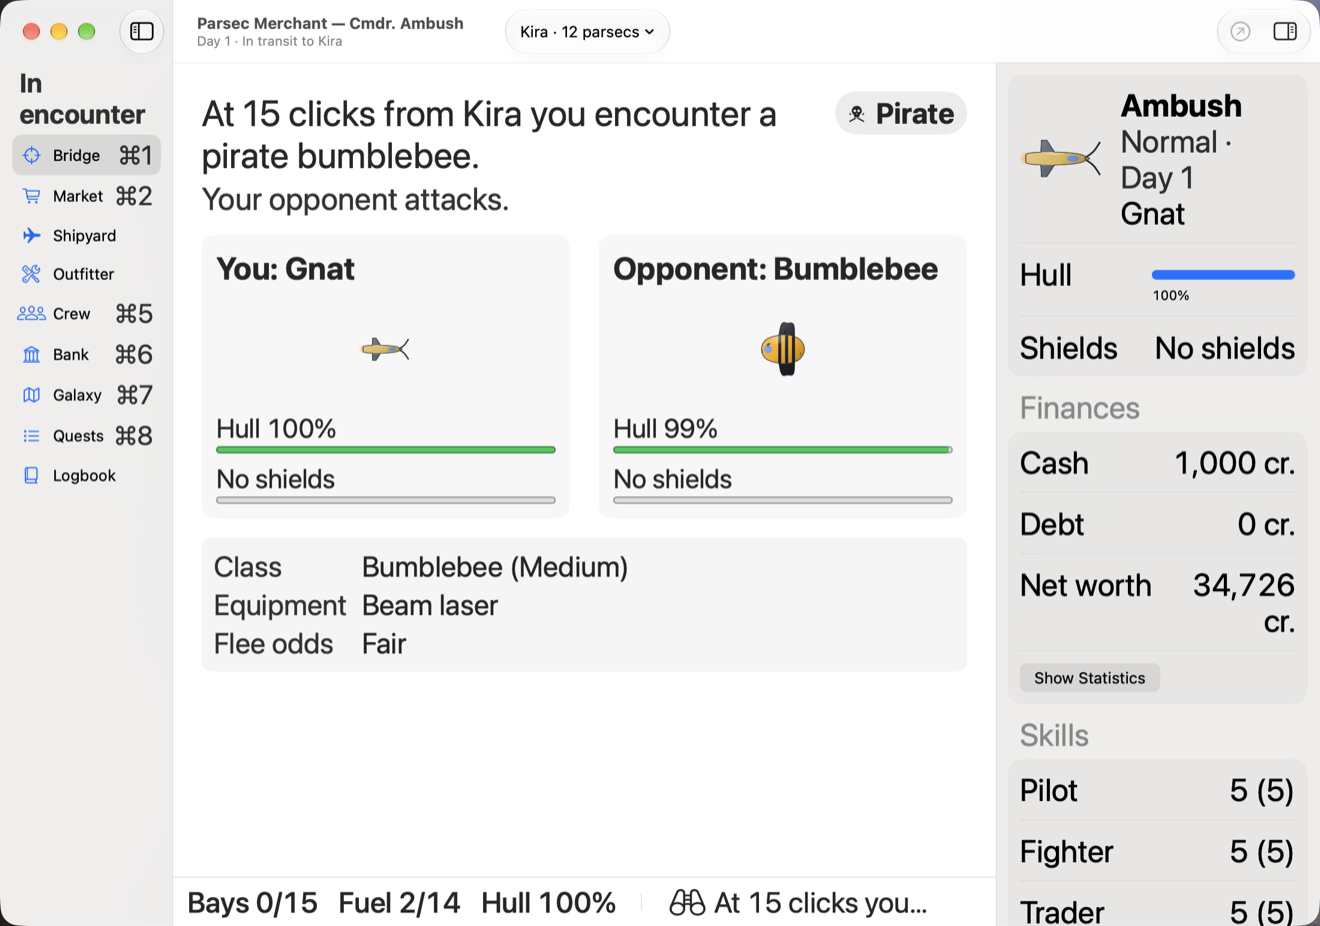 Parsec Merchant — Cmdr. Ambush
Day 1 · In transit to Kira
Kira · 12 parsecs
In
encounter
Bridge ⌘1
Market ⌘2
Shipyard
Outfitter
Crew ⌘5
Bank ⌘6
Galaxy ⌘7
Quests ⌘8
Logbook
At 15 clicks from Kira you encounter a
pirate bumblebee.
Pirate
Your opponent attacks.
You: Gnat
Hull 100%
No shields
Opponent: Bumblebee
Hull 99%
No shields
Class Bumblebee (Medium)
Equipment Beam laser
Flee odds Fair
Bays 0/15 Fuel 2/14 Hull 100% At 15 clicks you...
Ambush
Normal ·
Day 1
Gnat
Hull
100%
Shields No shields
Finances
Cash 1,000 cr.
Debt 0 cr.
Net worth 34,726
cr.
Show Statistics
Skills
Pilot 5 (5)
Fighter 5 (5)
Trader 5 (5)